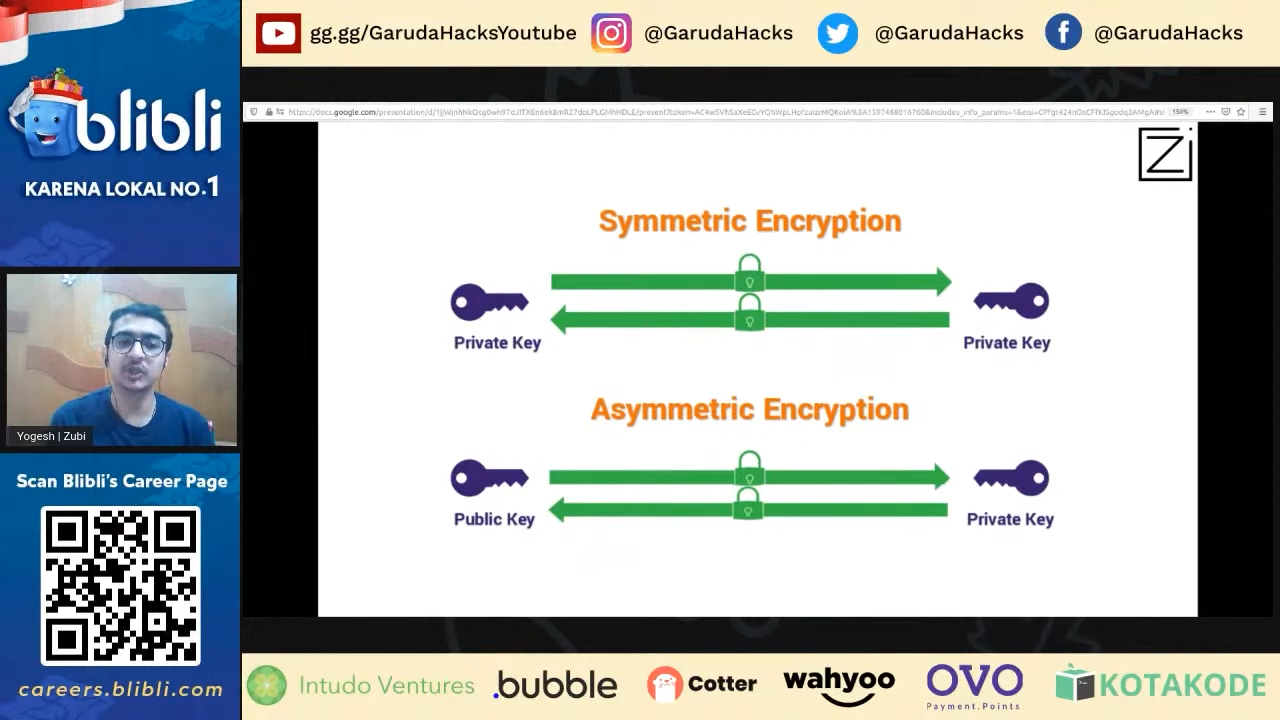 gg.gg/GarudaHacksYoutube
@GarudaHacks
@GarudaHacks
@GarudaHacks
blibli
KARENA LOKAL NO.1
150%
Zi
Symmetric Encryption
Private Key
Private Key
Asymmetric Encryption
Public Key
Private Key
Yogesh | Zubi
Scan Blibli's Career Page
careers.blibli.com
Intudo Ventures
.bubble
Cotter
wahyoo
OVO
Payment.Points
KOTAKODE